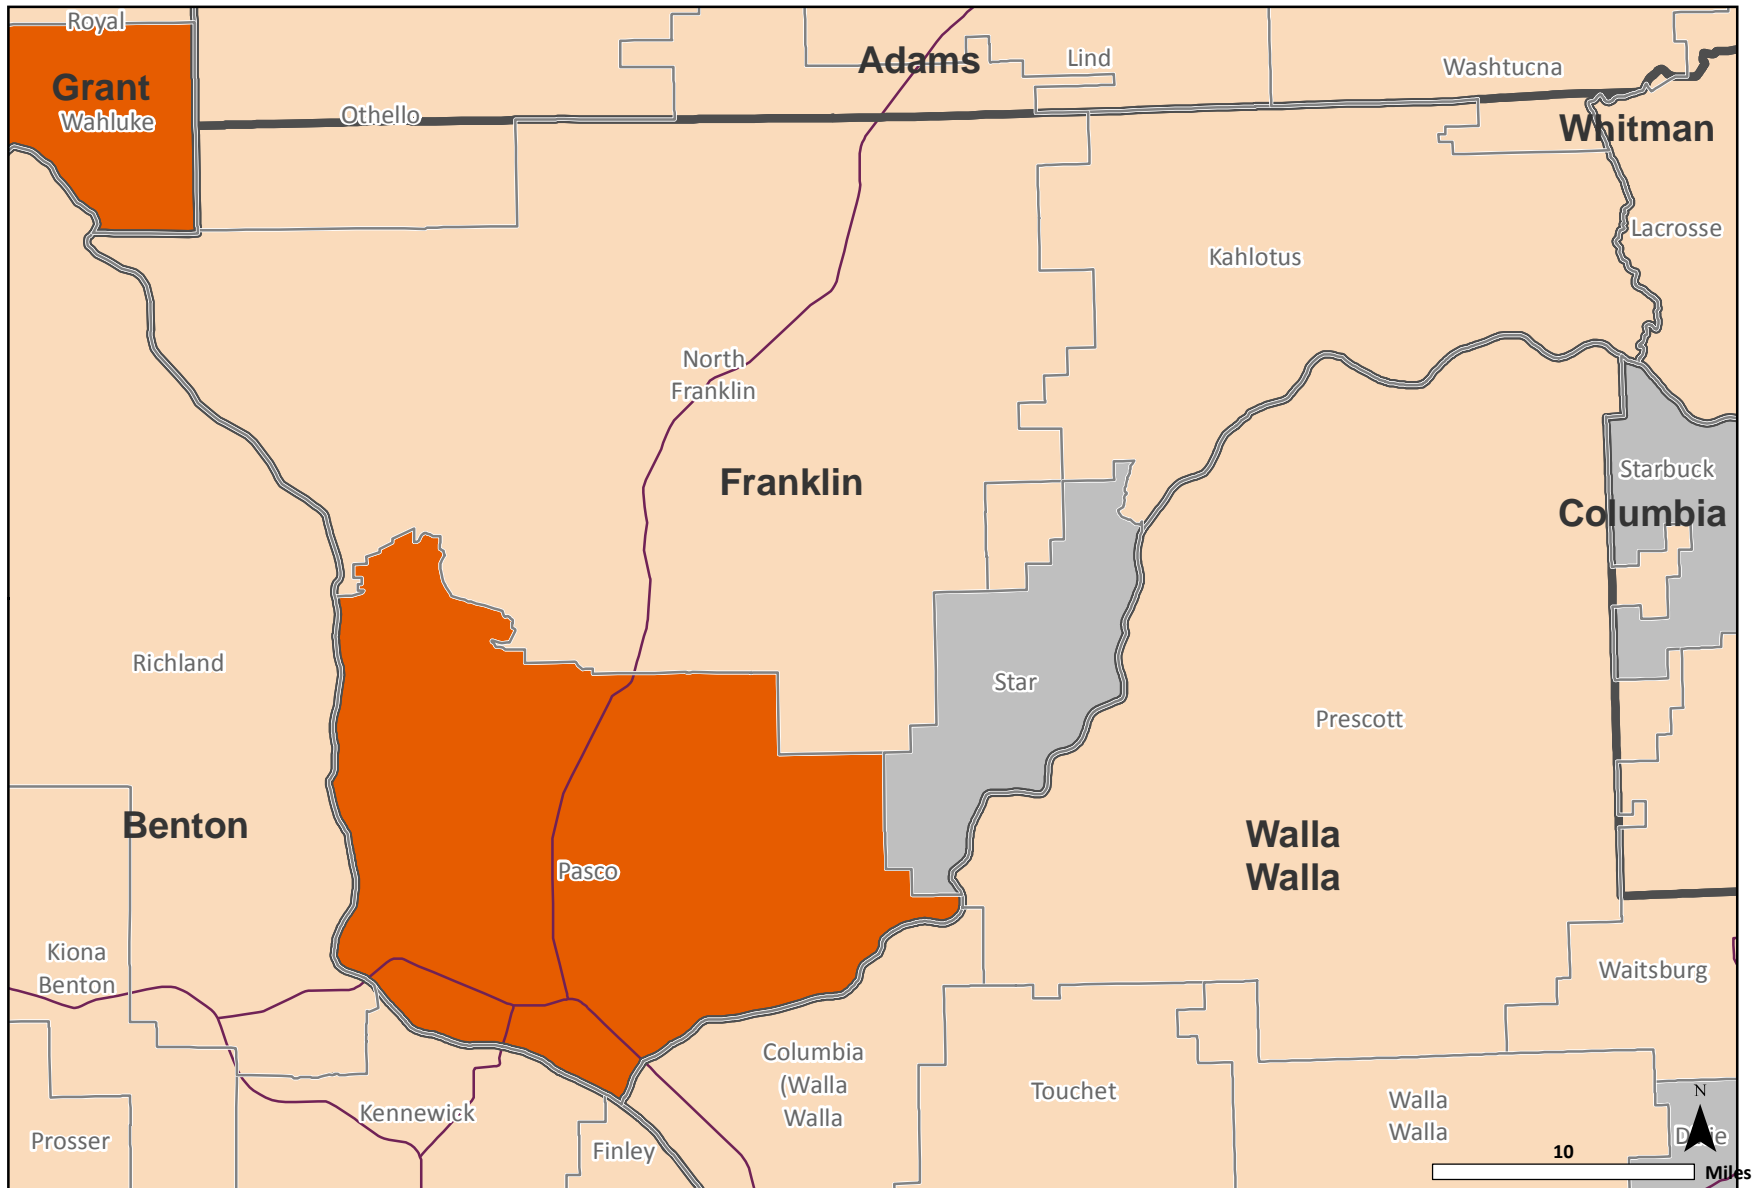 Royal
Adams
Lind
Washtucna
Grant
Wahluke
Othello
Whitman
Lacrosse
Kahlotus
North
Franklin
Franklin
Starbuck
Columbia
Richland
Star
Prescott
Benton
Walla
Walla
Pasco
Kiona
Benton
Waitsburg
Columbia
(Walla
Walla
Touchet
Walla
Walla
N
Kennewick
Prosser
Finley
10
Miles